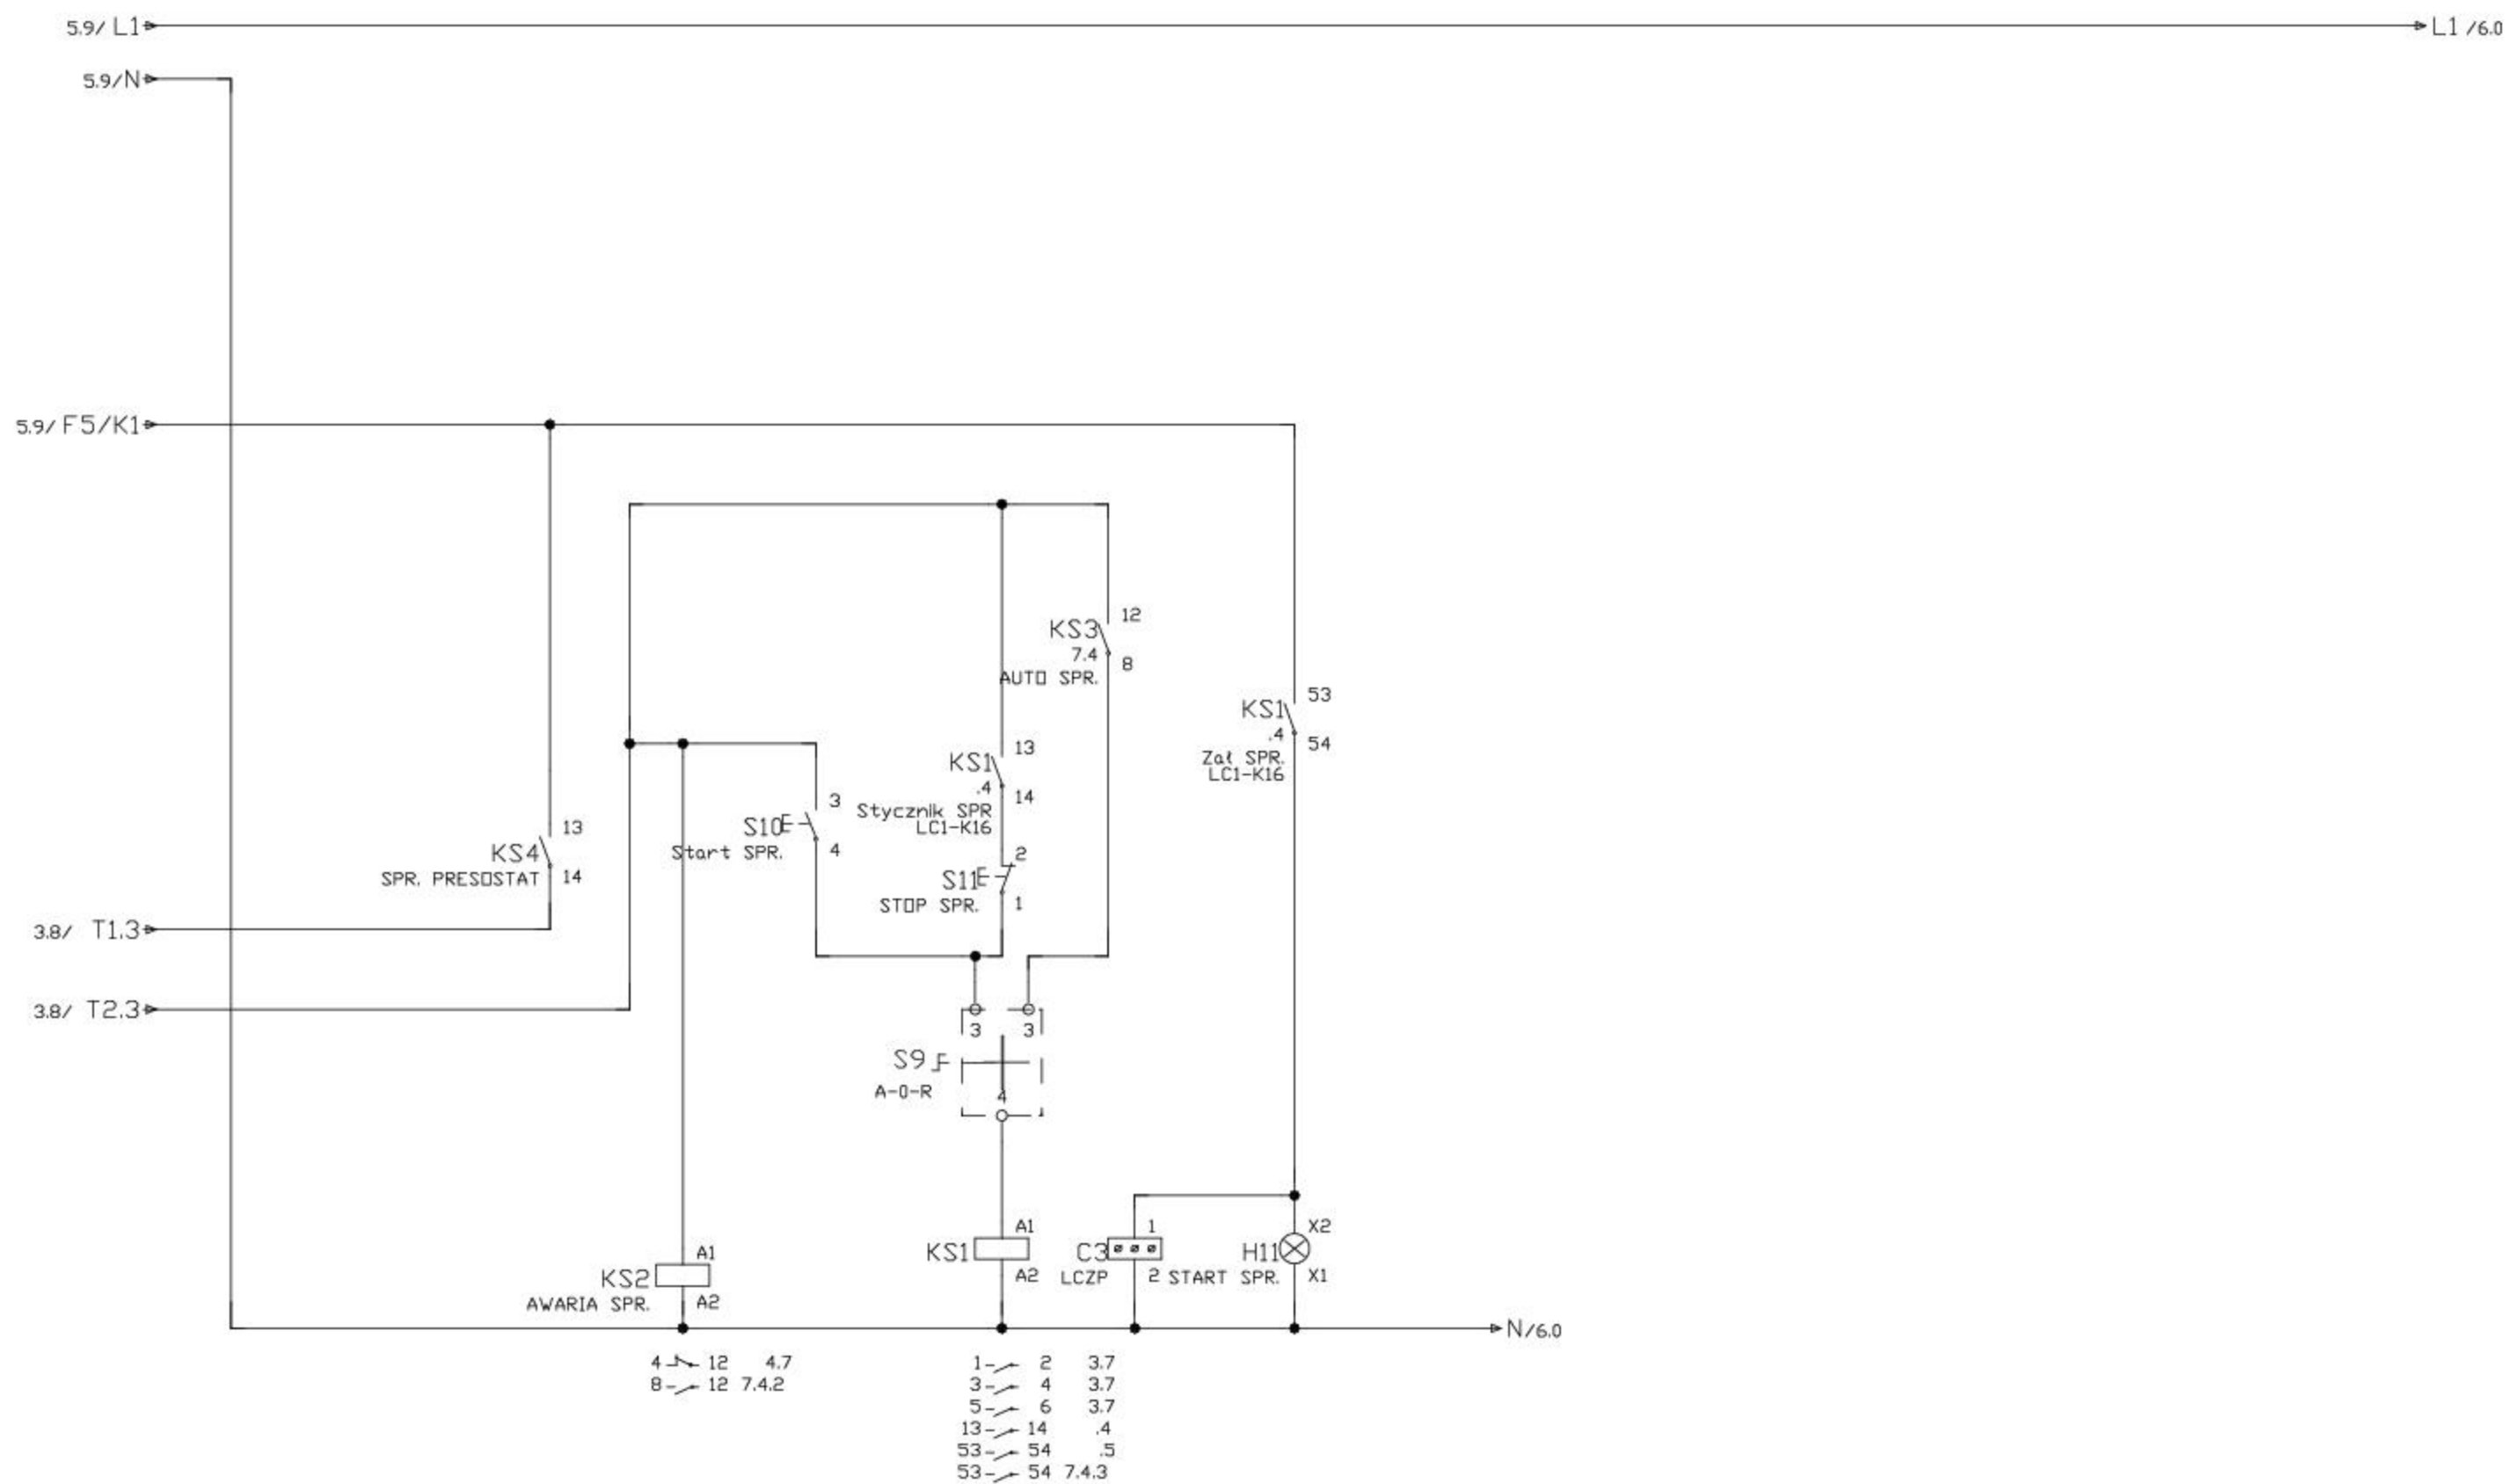 5.9/ L1
L1 /6.0
5.9/N
5.9/ F5/K1
12
KS3
7.4
8
AUTO SPR.
53
KS1
.4
54
Zał SPR.
LC1-K16
13
KS1
.4
14
Stycznik SPR
LC1-K16
3
S10
4
Start SPR.
13
KS4
14
SPR. PRESOSTAT
2
S11
1
STOP SPR.
3.8/ T1.3
3.8/ T2.3
3 3
S9
A-0-R
4
A1
KS2
A2
AWARIA SPR.
A1
KS1
A2
1
C3
2
LCZP
X2
H11
X1
START SPR.
N/6.0
4 12 4.7
8 12 7.4.2
1 2 3.7
3 4 3.7
5 6 3.7
13 14 .4
53 54 .5
53 54 7.4.3